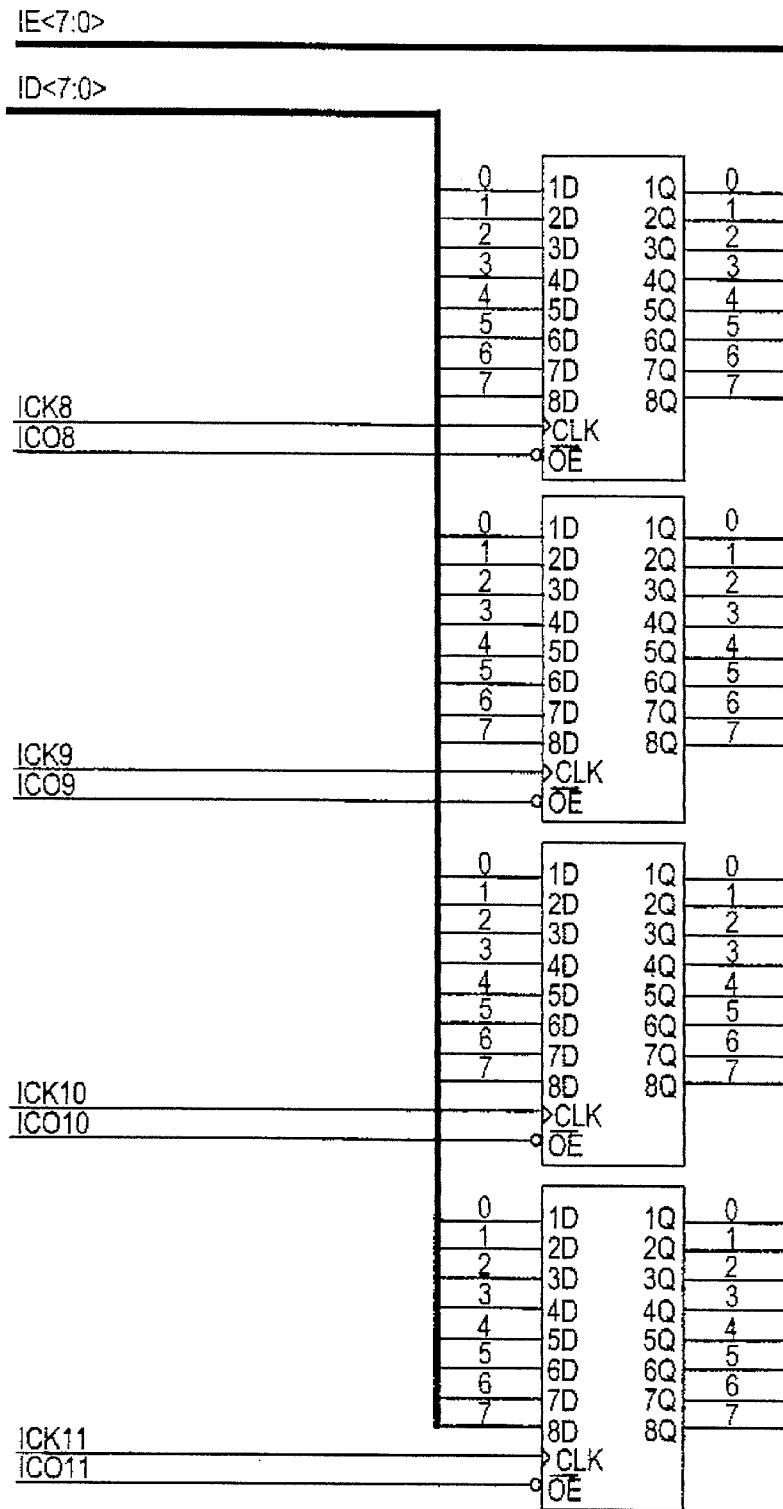 IE<7:0>
ID<7:0>
0 1D 1Q 0
1 2D 2Q 1
2 3D 3Q 2
3 4D 4Q 3
4 5D 5Q 4
5 6D 6Q 5
6 7D 7Q 6
7 8D 8Q 7
ICK8 CLK
ICO8 OE
0 1D 1Q 0
1 2D 2Q 1
2 3D 3Q 2
3 4D 4Q 3
4 5D 5Q 4
5 6D 6Q 5
6 7D 7Q 6
7 8D 8Q 7
ICK9 CLK
ICO9 OE
0 1D 1Q 0
1 2D 2Q 1
2 3D 3Q 2
3 4D 4Q 3
4 5D 5Q 4
5 6D 6Q 5
6 7D 7Q 6
7 8D 8Q 7
ICK10 CLK
ICO10 OE
0 1D 1Q 0
1 2D 2Q 1
2 3D 3Q 2
3 4D 4Q 3
4 5D 5Q 4
5 6D 6Q 5
6 7D 7Q 6
7 8D 8Q 7
ICK11 CLK
ICO11 OE